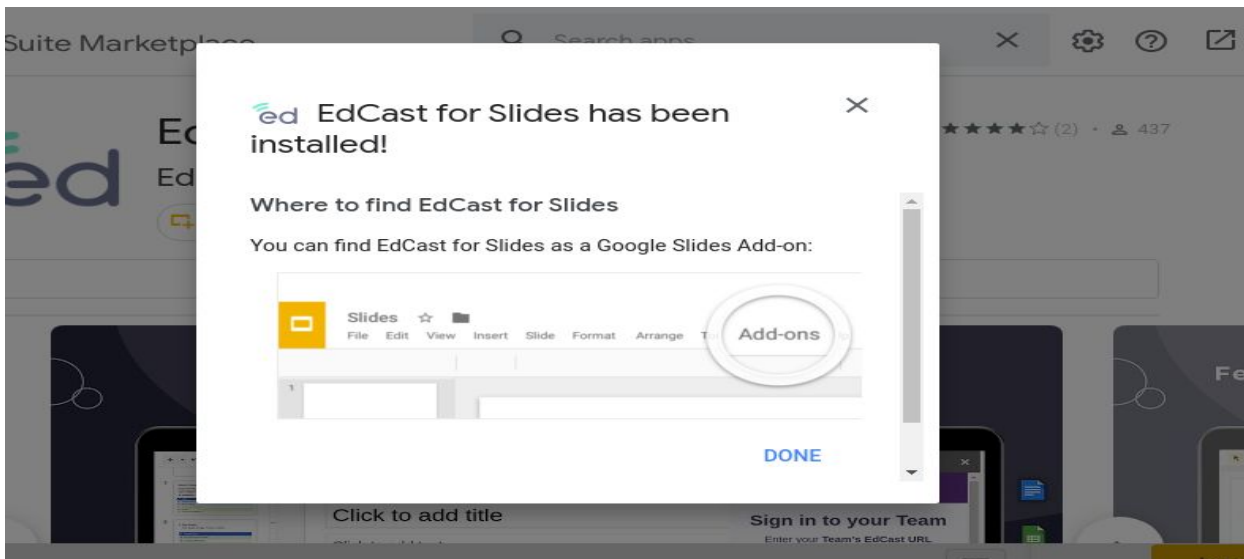 Suite
Search apps
ed EdCast for Slides has been
installed!
ed
Ed
(2) • 437
Where to find EdCast for Slides
You can find EdCast for Slides as a Google Slides Add-on:
Slides
File Edit View Insert Slide Format Arrange Add-ons
1
DONE
Click to add title
Sign in to your Team
Enter your Team's EdCast URL